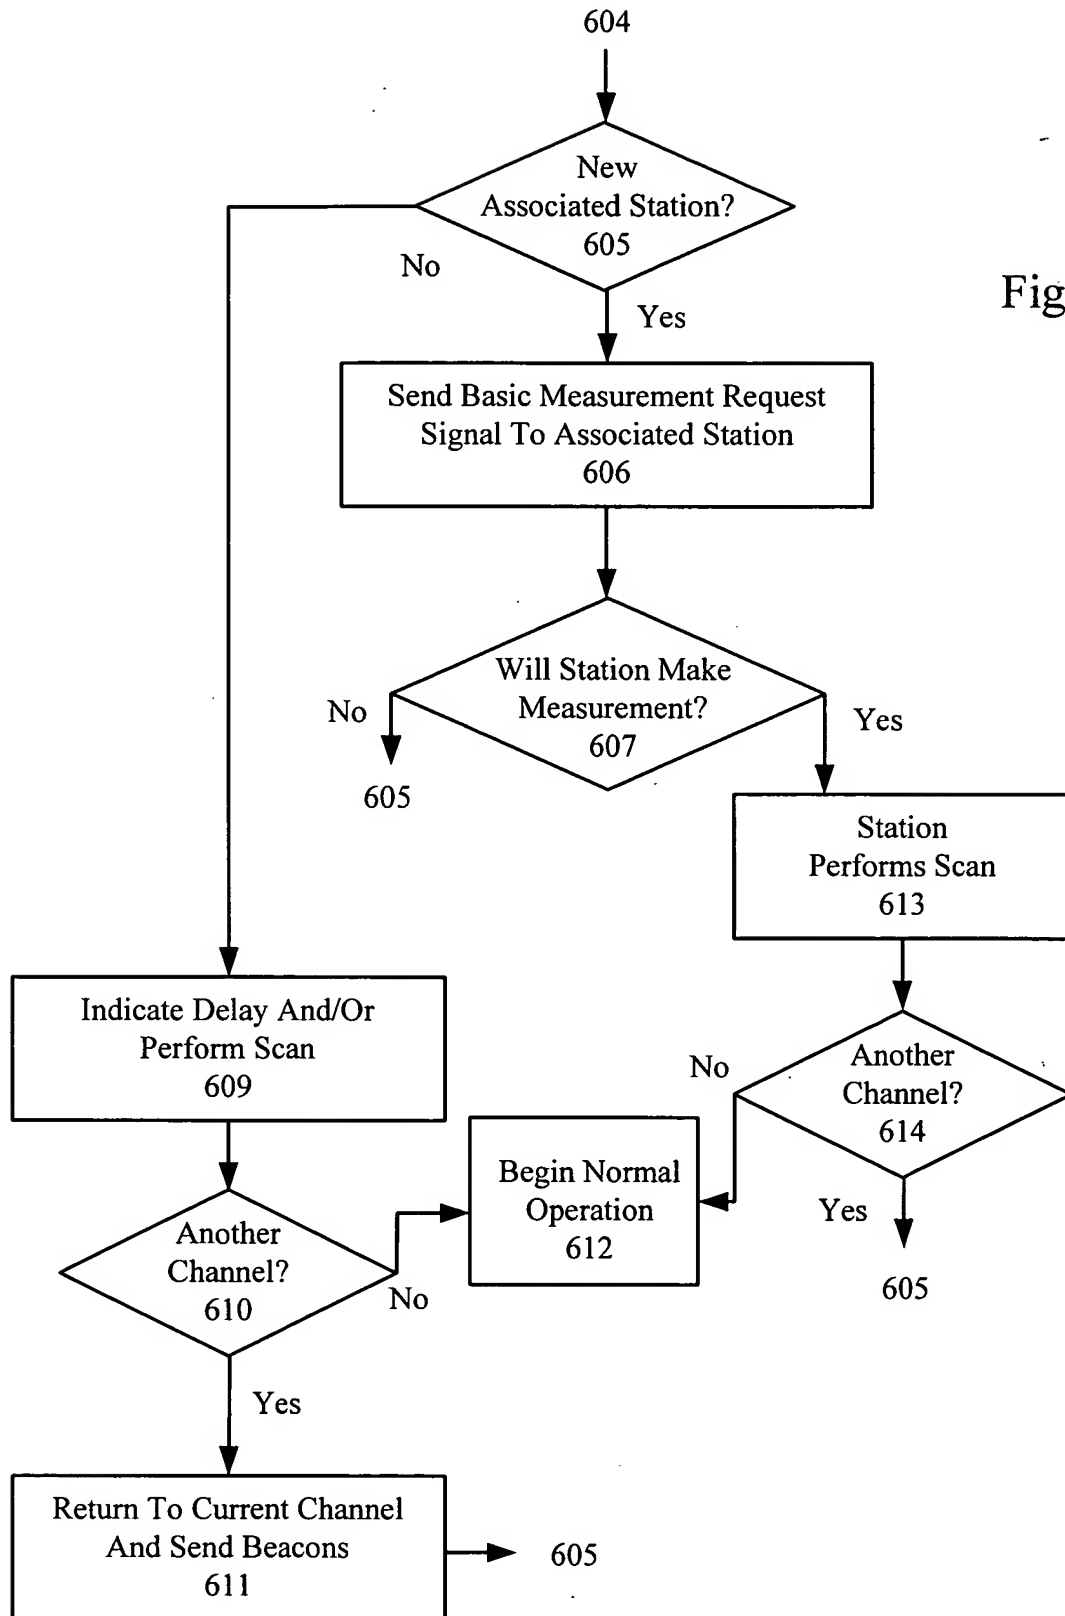 604
New
Associated Station?
605
No
Yes
Fig
Send Basic Measurement Request
Signal To Associated Station
606
Will Station Make
Measurement?
607
No
Yes
605
Station
Performs Scan
613
Indicate Delay And/Or
Perform Scan
609
Another
Channel?
614
No
Yes
605
Begin Normal
Operation
612
Another
Channel?
610
No
Yes
Return To Current Channel
And Send Beacons
611
605